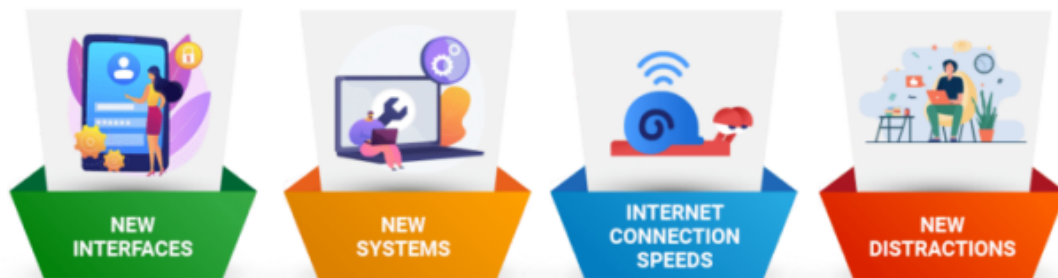 NEW
INTERFACES
NEW
SYSTEMS
INTERNET
CONNECTION
SPEEDS
NEW
DISTRACTIONS